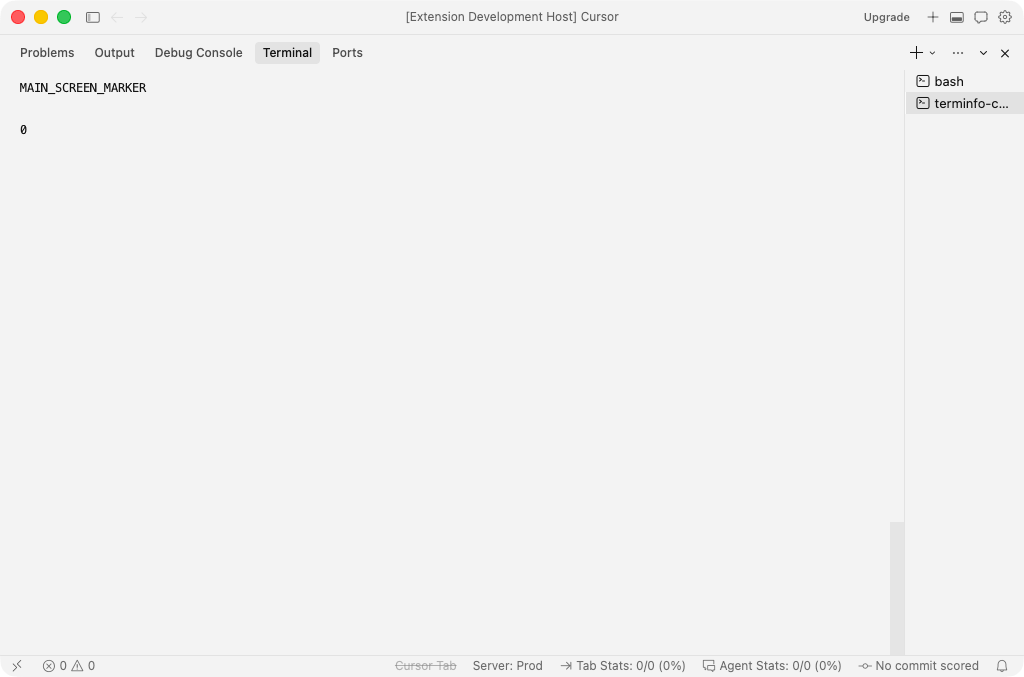 [Extension Development Host] Cursor
Upgrade
Problems Output Debug Console Terminal Ports
MAIN_SCREEN_MARKER
0
bash
terminfo-c...
0 0 Cursor Tab Server: Prod Tab Stats: 0/0 (0%) Agent Stats: 0/0 (0%) No commit scored